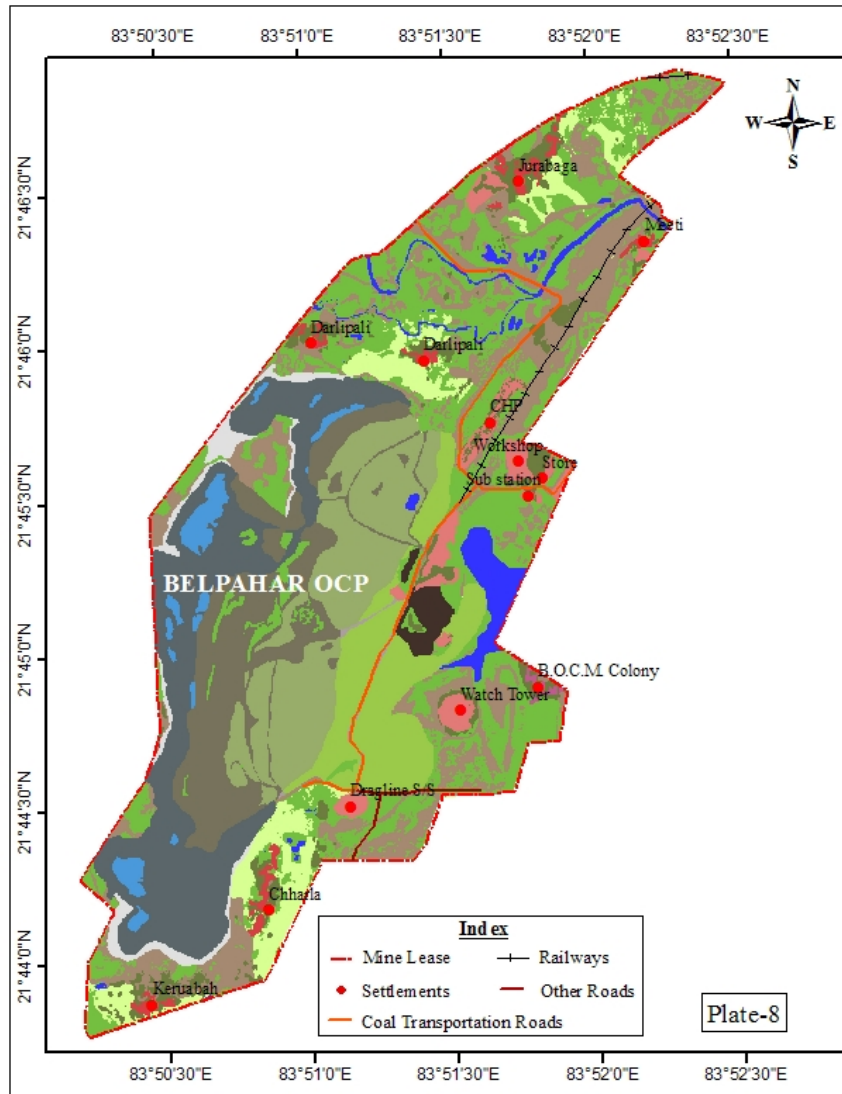 83°50'30"E 83°51'0"E 83°51'30"E 83°52'0"E 83°52'30"E
N
W E
S
21°46'30"N
Jurabaga
Meeti
21°46'0"N
Darlipali
Darlipali
CHP
Workshop
Store
Sub station
21°45'30"N
BELPAHAR OCP
21°45'0"N
B.O.C.M. Colony
Watch Tower
21°44'30"N
Dragline S/S
Chharla
21°44'0"N
Keruabah
Index
Mine Lease Railways
Settlements Other Roads
Coal Transportation Roads
Plate-8
83°50'30"E 83°51'0"E 83°51'30"E 83°52'0"E 83°52'30"E